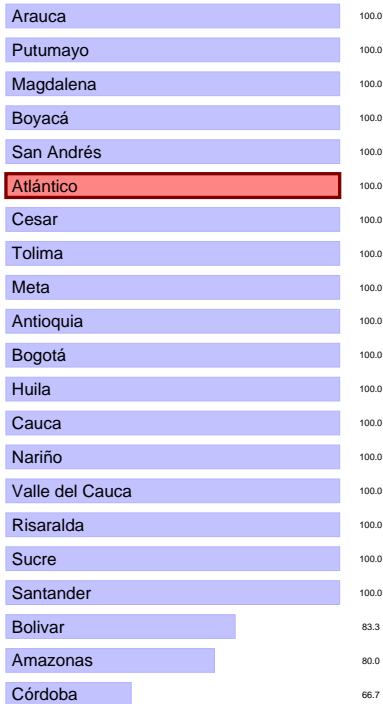 Arauca 100.0
Putumayo 100.0
Magdalena 100.0
Boyacá 100.0
San Andrés 100.0
Atlántico 100.0
Cesar 100.0
Tolima 100.0
Meta 100.0
Antioquia 100.0
Bogotá 100.0
Huila 100.0
Cauca 100.0
Nariño 100.0
Valle del Cauca 100.0
Risaralda 100.0
Sucre 100.0
Santander 100.0
Bolivar 83.3
Amazonas 80.0
Córdoba 66.7